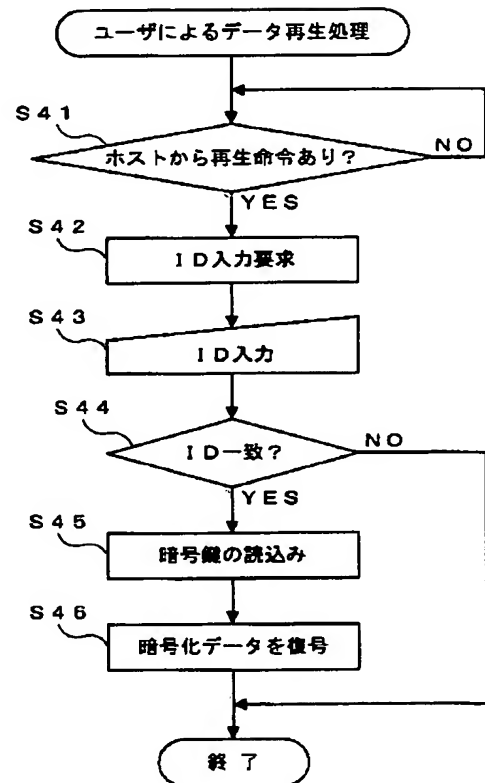 ユーザによるデータ再生処理
S41
ホストから再生命令あり?
NO
YES
S42
ID入力要求
S43
ID入力
S44
ID一致?
NO
YES
S45
暗号鍵の読込み
S46
暗号化データを復号
終了